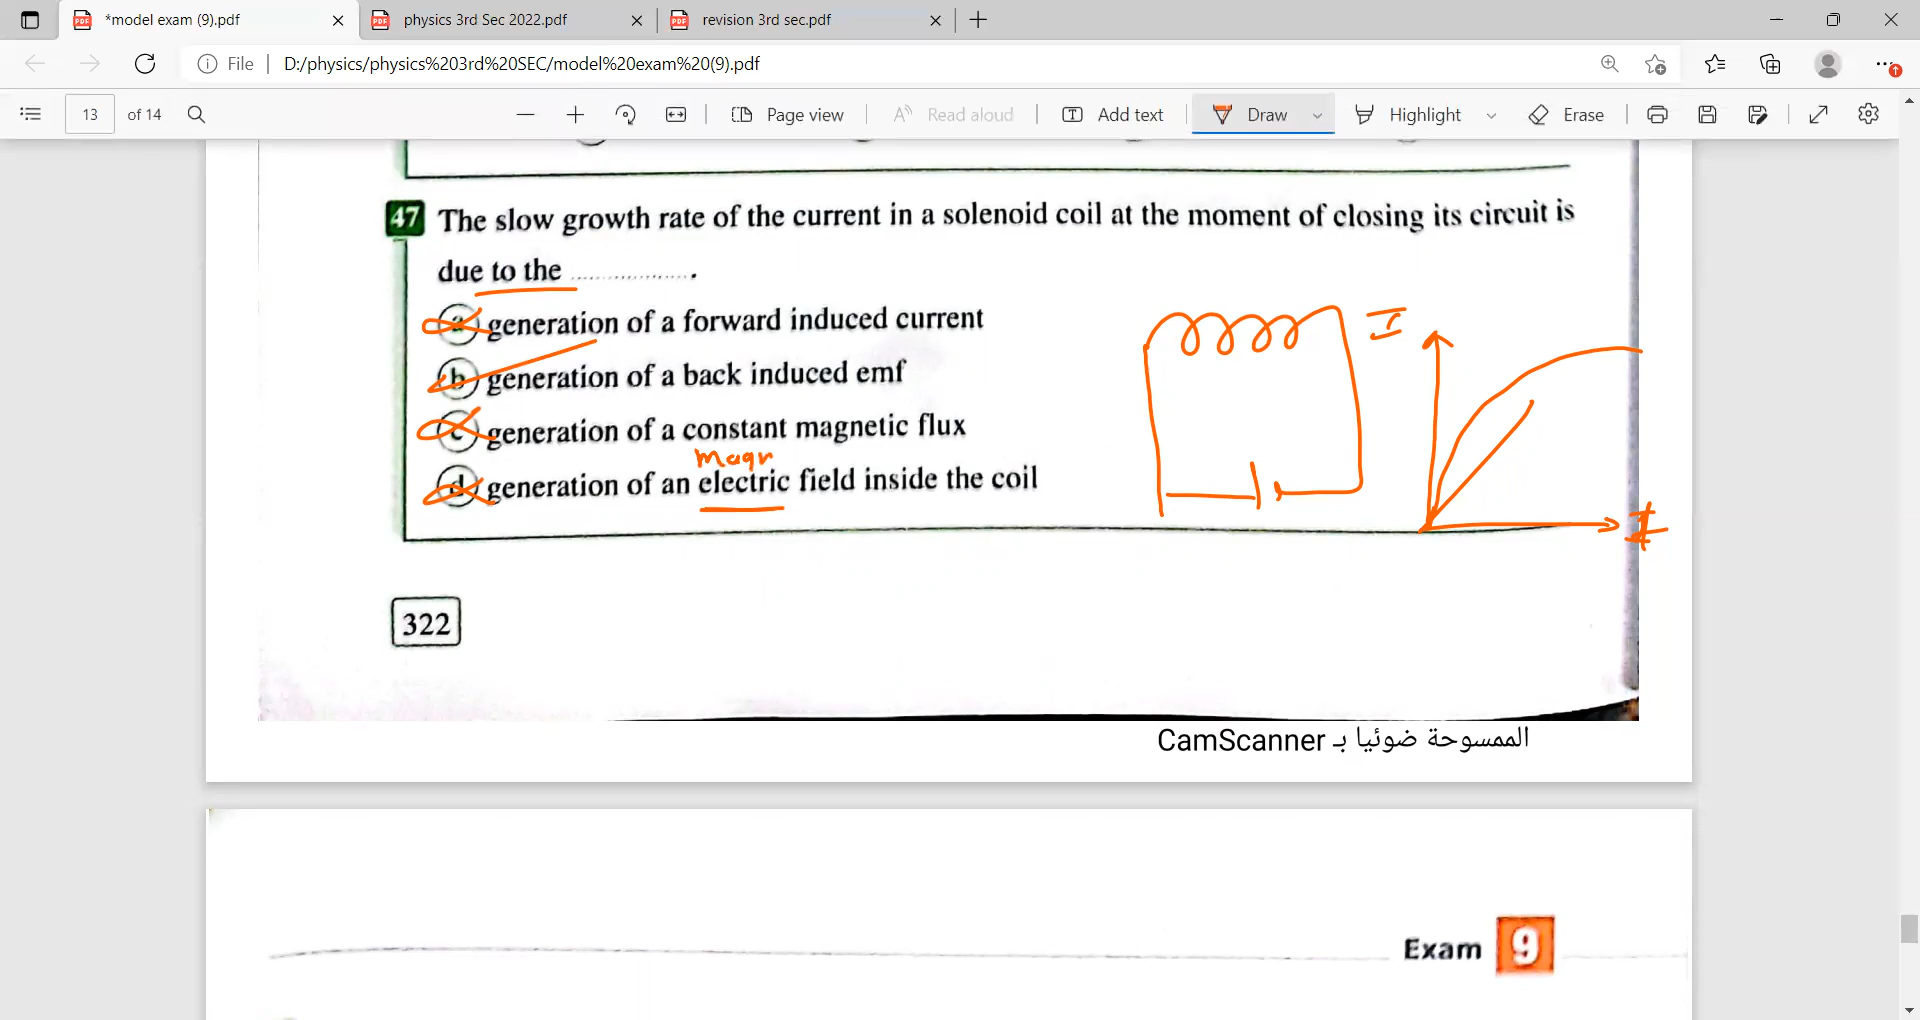 *model exam (9).pdf
physics 3rd Sec 2022.pdf
revision 3rd sec.pdf
File
D:/physics/physics%203rd%20SEC/model%20exam%20(9).pdf
13 of 14
Page view
Read aloud
Add text
Draw
Highlight
Erase
47 The slow growth rate of the current in a solenoid coil at the moment of closing its circuit is
due to the .................. .
a generation of a forward induced current
b generation of a back induced emf
c generation of a constant magnetic flux
magn
d generation of an electric field inside the coil
I
322
الممسوحة ضوئيا بـ CamScanner
Exam 9